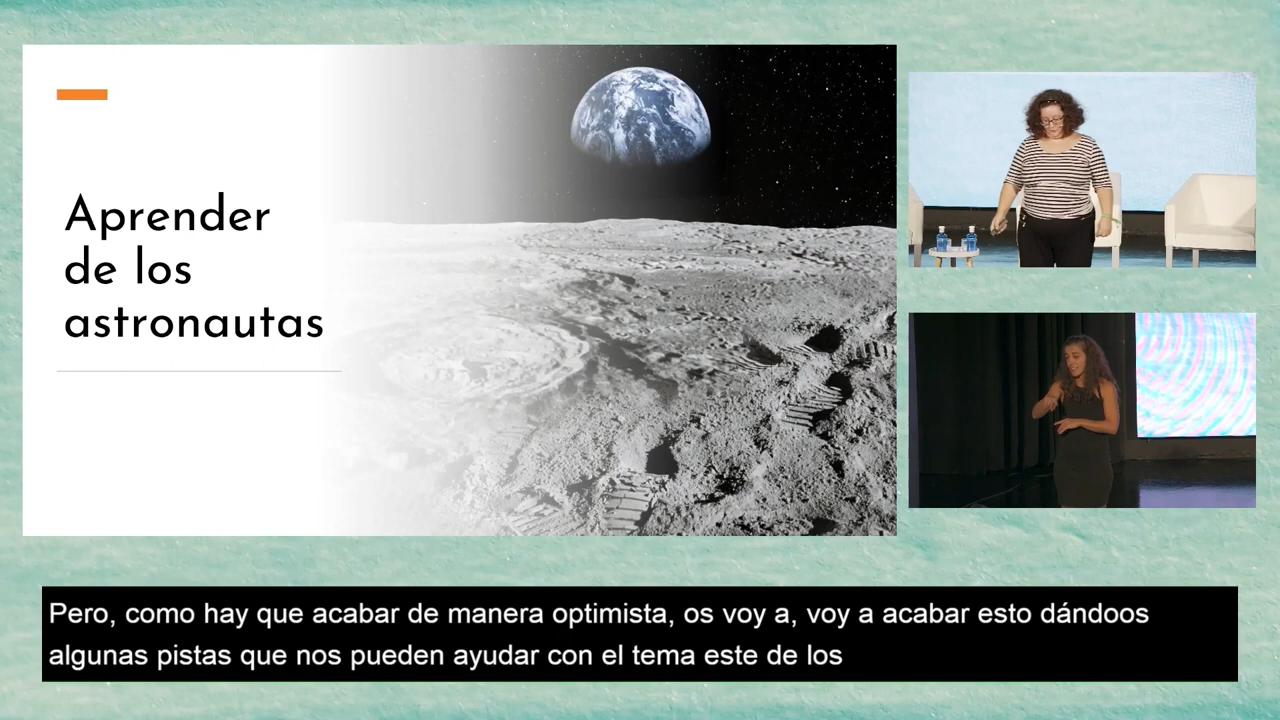 Aprender
de los
astronautas
Pero, como hay que acabar de manera optimista, os voy a, voy a acabar esto dándoos
algunas pistas que nos pueden ayudar con el tema este de los